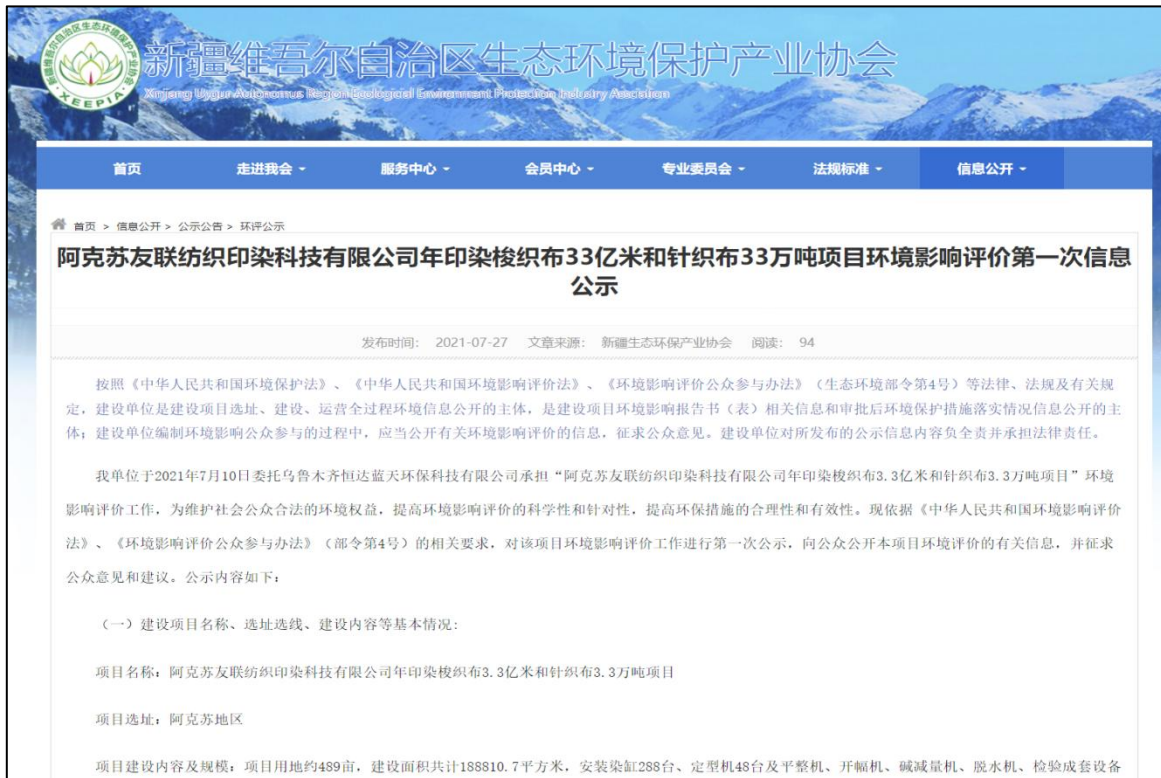 新疆维吾尔自治区生态环境保护产业协会
XEEPIA
新疆维吾尔自治区生态环境保护产业协会
Xinjiang Uygur Autonomus Region Ecological Environment Protection Industry Association
首页 走进我会 服务中心 会员中心 专业委员会 法规标准 信息公开
首页 > 信息公开 > 公示公告 > 环评公示
阿克苏友联纺织印染科技有限公司年印染梭织布33亿米和针织布33万吨项目环境影响评价第一次信息
公示
发布时间： 2021-07-27 文章来源： 新疆生态环保产业协会 阅读： 94
按照《中华人民共和国环境保护法》、《中华人民共和国环境影响评价法》、《环境影响评价公众参与办法》（生态环境部令第4号）等法律、法规及有关规
定，建设单位是建设项目选址、建设、运营全过程环境信息公开的主体，是建设项目环境影响报告书（表）相关信息和审批后环境保护措施落实情况信息公开的主
体；建设单位编制环境影响公众参与的过程中，应当公开有关环境影响评价的信息，征求公众意见。建设单位对所发布的公示信息内容负全责并承担法律责任。
我单位于2021年7月10日委托乌鲁木齐恒达蓝天环保科技有限公司承担“阿克苏友联纺织印染科技有限公司年印染梭织布3.3亿米和针织布3.3万吨项目”环境
影响评价工作，为维护社会公众合法的环境权益，提高环境影响评价的科学性和针对性，提高环保措施的合理性和有效性。现依据《中华人民共和国环境影响评价
法》、《环境影响评价公众参与办法》（部令第4号）的相关要求，对该项目环境影响评价工作进行第一次公示，向公众公开本项目环境评价的有关信息，并征求
公众意见和建议。公示内容如下：
（一）建设项目名称、选址选线、建设内容等基本情况：
项目名称：阿克苏友联纺织印染科技有限公司年印染梭织布3.3亿米和针织布3.3万吨项目
项目选址：阿克苏地区
项目建设内容及规模：项目用地约489亩，建设面积共计188810.7平方米，安装染缸288台、定型机48台及平整机、开幅机、碱减量机、脱水机、检验成套设备